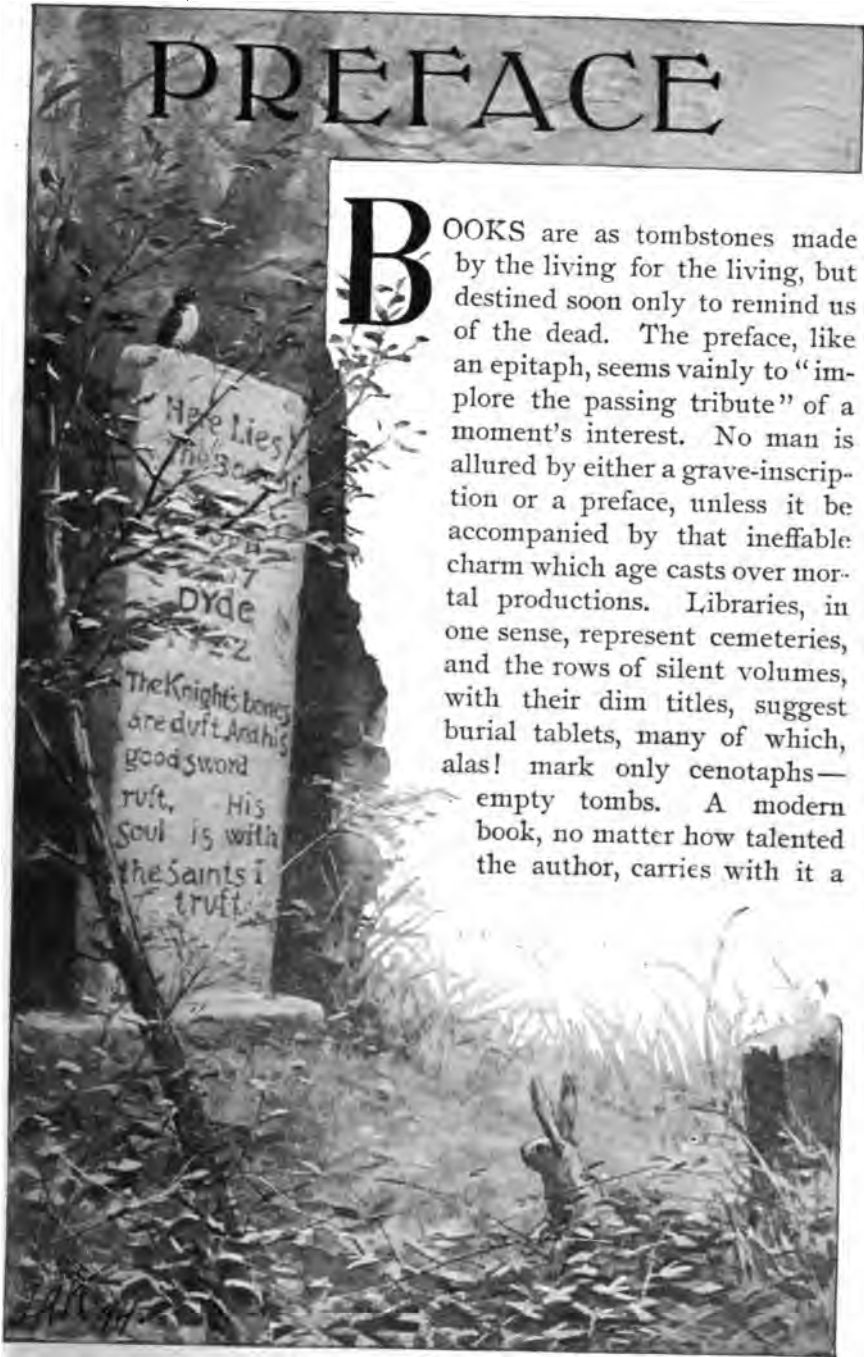 PREFACE
BOOKS are as tombstones made
by the living for the living, but
destined soon only to remind us
of the dead. The preface, like
an epitaph, seems vainly to “im-
plore the passing tribute” of a
moment's interest. No man is
allured by either a grave-inscrip-
tion or a preface, unless it be
accompanied by that ineffable
charm which age casts over mor-
tal productions. Libraries, in
one sense, represent cemeteries,
and the rows of silent volumes,
with their dim titles, suggest
burial tablets, many of which,
alas! mark only cenotaphs—
empty tombs. A modern
book, no matter how talented
the author, carries with it a
Here Lies
The
Dyde
The Knight's bones
are duſt, And his
good sword
ruſt, His
Soul is with
the Saints I
truſt